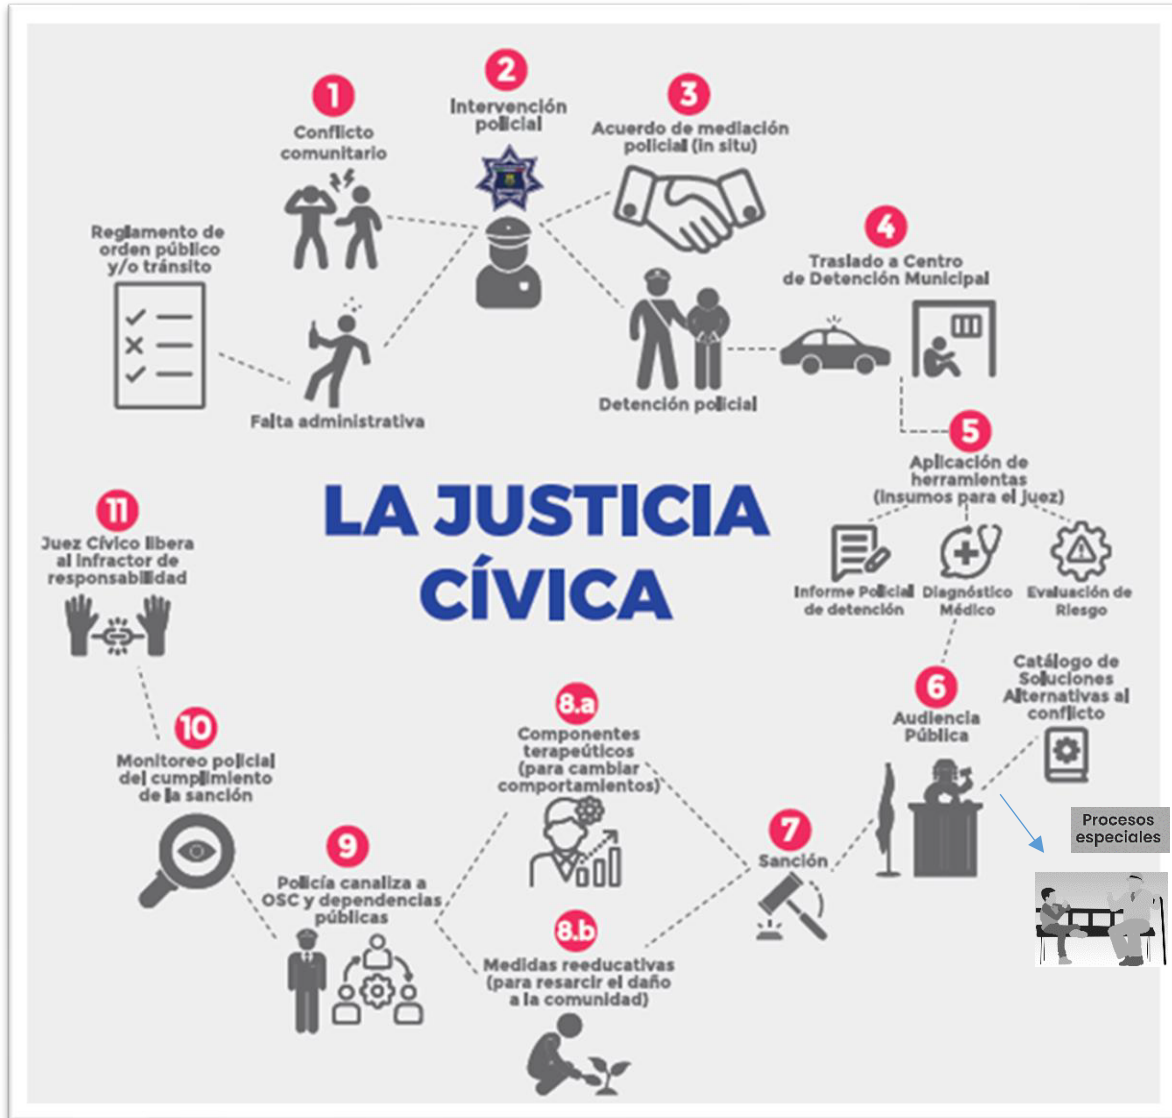 1
Conflicto
comunitario
2
Intervención
policial
3
Acuerdo de mediación
policial (in situ)
Reglamento de
orden público
y/o tránsito
Falta administrativa
Detención policial
4
Traslado a Centro
de Detención Municipal
5
Aplicación de
herramientas
(insumos para el juez)
Informe Policial
de detención
Diagnóstico
Médico
Evaluación de
Riesgo
LA JUSTICIA
CÍVICA
6
Audiencia
Pública
Catálogo de
Soluciones
Alternativas al
conflicto
Procesos
especiales
7
Sanción
8.a
Componentes
terapeúticos
(para cambiar
comportamientos)
8.b
Medidas reeducativas
(para resarcir el daño
a la comunidad)
9
Policía canaliza a
OSC y dependencias
públicas
10
Monitoreo policial
del cumplimiento
de la sanción
11
Juez Cívico libera
al infractor de
responsabilidad